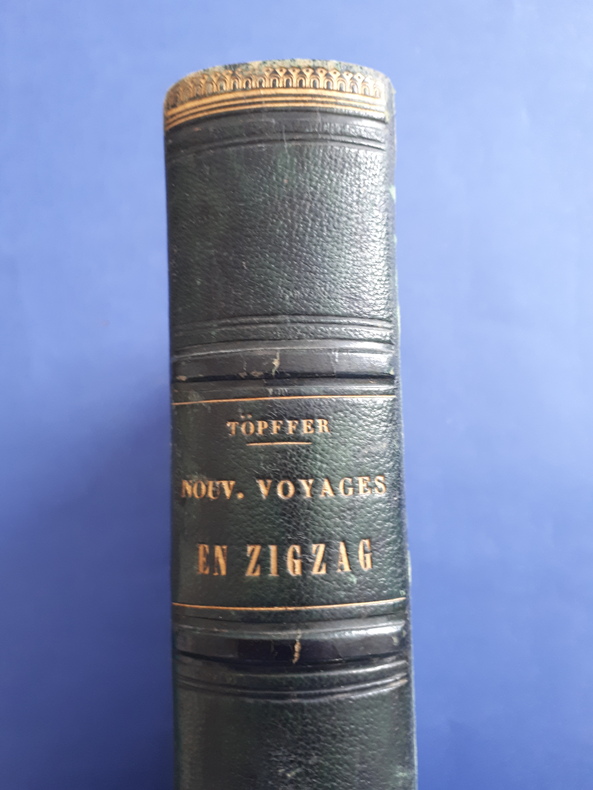 TÖPFFER
NOUV. VOYAGES
EN ZIGZAG